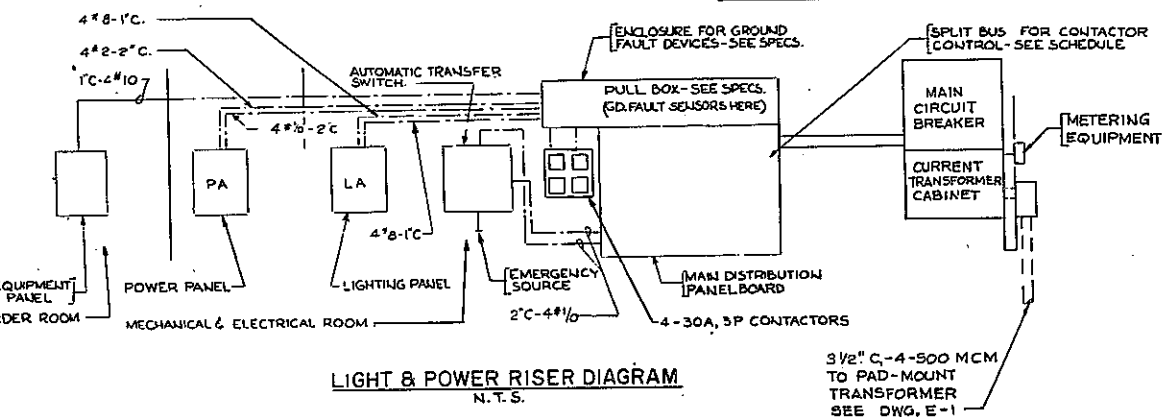 4#8-1"C.
4#2-2"C.
1"C-4#10
AUTOMATIC TRANSFER
SWITCH.
ENCLOSURE FOR GROUND
FAULT DEVICES-SEE SPECS.
SPLIT BUS FOR CONTACTOR
CONTROL-SEE SCHEDULE
PULL BOX-SEE SPECS.
(GD.FAULT SENSORS HERE)
MAIN
CIRCUIT
BREAKER
METERING
EQUIPMENT
4#1/0-2"C
PA
LA
CURRENT
TRANSFORMER
CABINET
4#8-1"C
EQUIPMENT
PANEL
POWER PANEL
LIGHTING PANEL
EMERGENCY
SOURCE
MAIN DISTRIBUTION
PANELBOARD
DER ROOM
MECHANICAL & ELECTRICAL ROOM
2"C-4#1/0
4-30A, 3P CONTACTORS
LIGHT & POWER RISER DIAGRAM
N.T.S.
3 1/2" C,-4-500 MCM
TO PAD-MOUNT
TRANSFORMER
SEE DWG. E-1